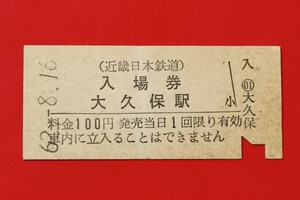 62.-8.16
(近畿日本鉄道)
入場券
大久保駅
小
料金100円 発売当日1回限り有効
車内に立入ることはできません
入 01 大久保